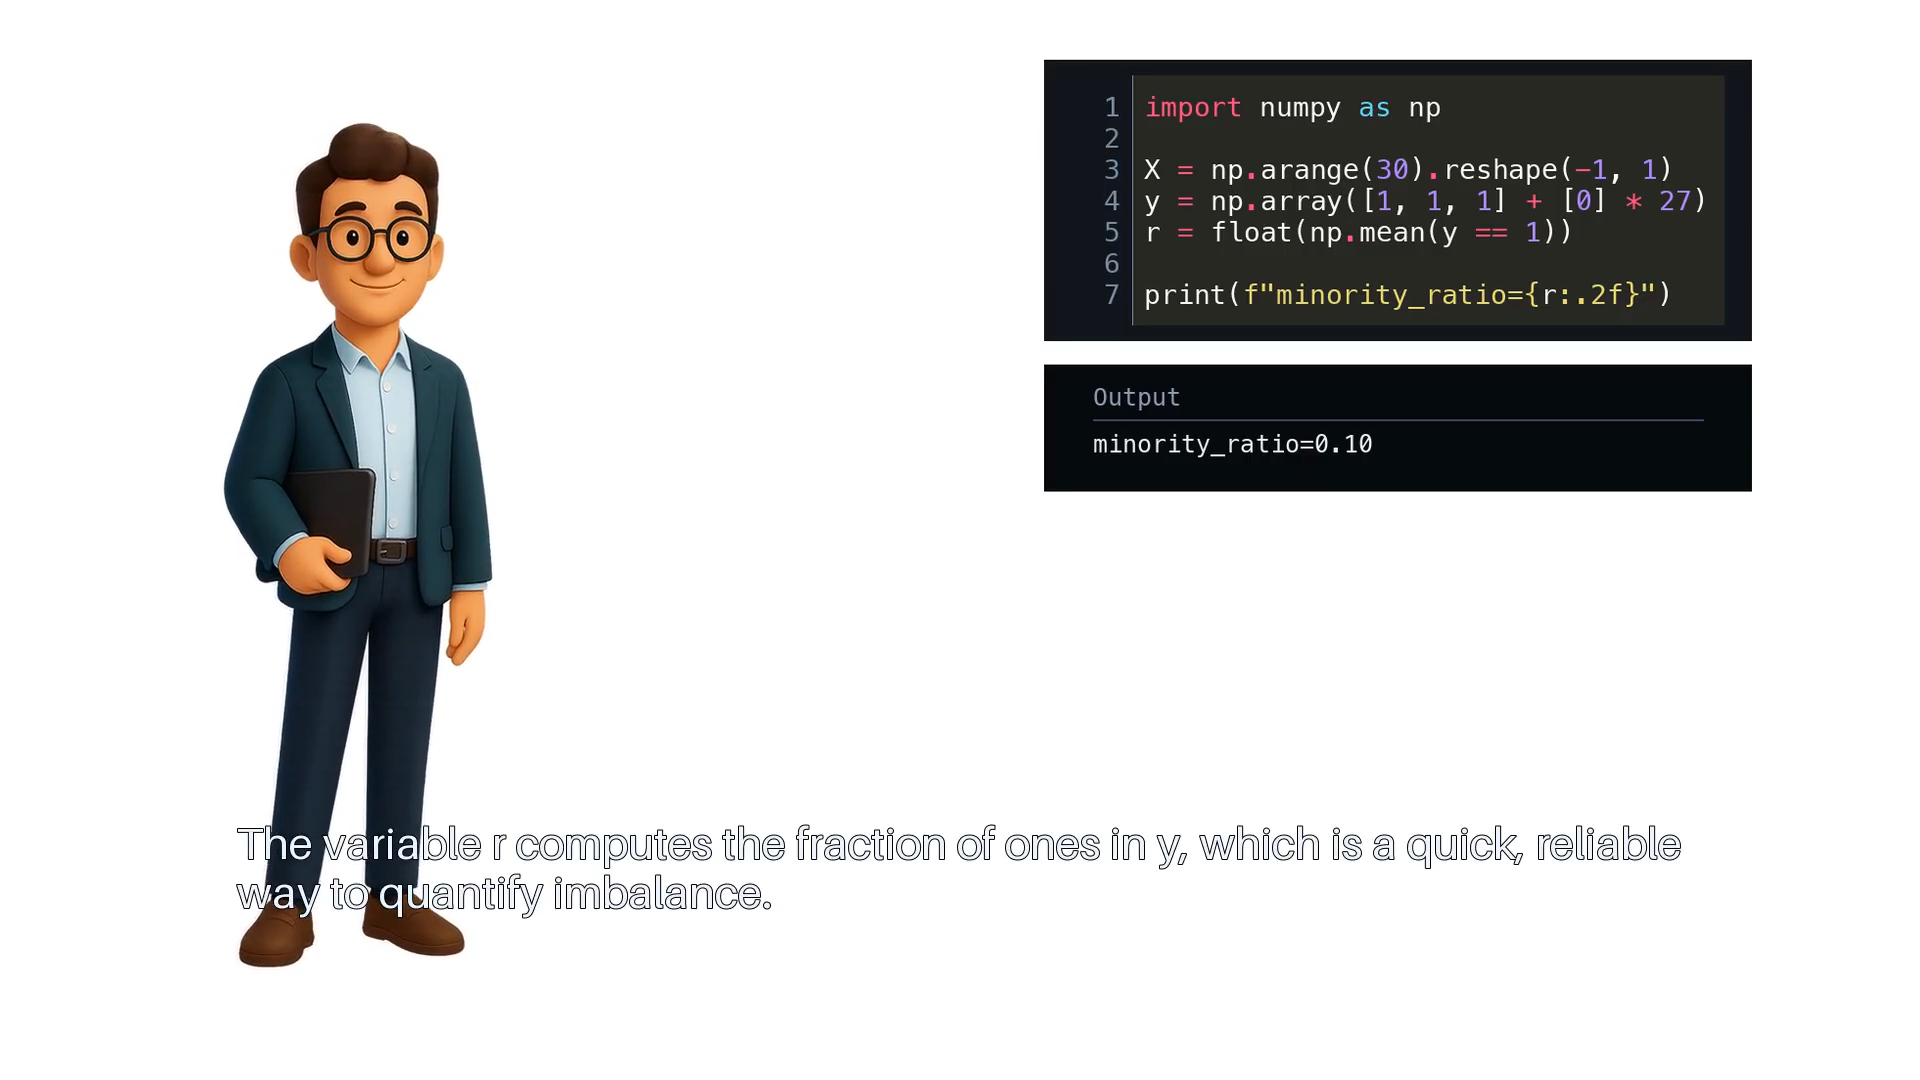 1 import numpy as np
2
3 X = np.arange(30).reshape(−1, 1)
4 y = np.array([1, 1, 1] + [0] * 27)
5 r = float(np.mean(y == 1))
6
7 print(f"minority_ratio={r:.2f}")
Output
minority_ratio=0.10
The variable r computes the fraction of ones in y, which is a quick, reliable
way to quantify imbalance.